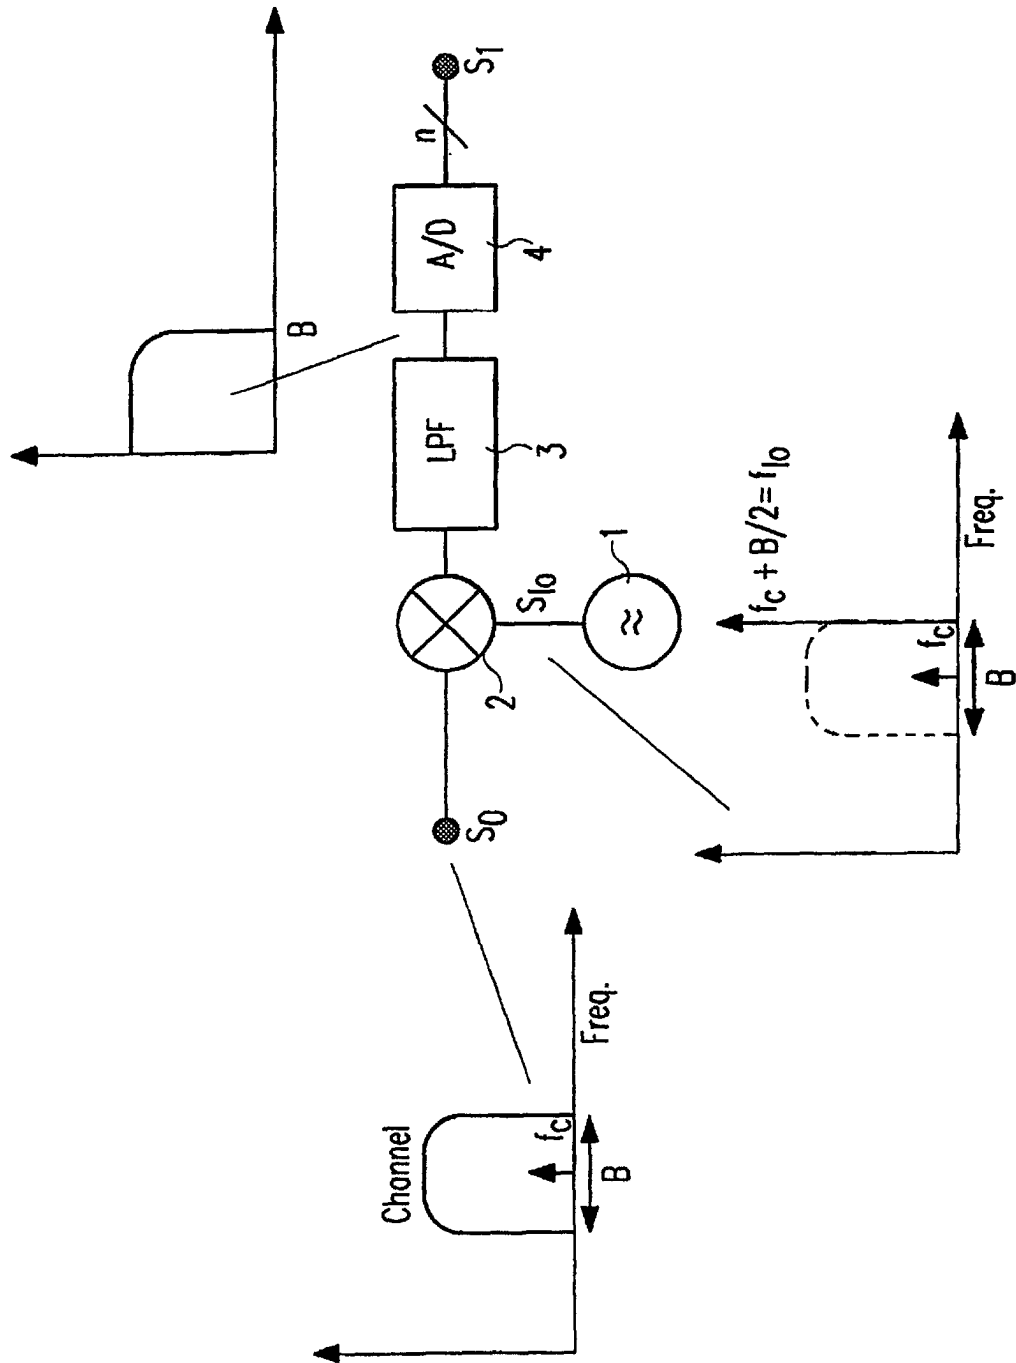 Channel
fc
B
Freq.
S0
2
Slo
1
≈
LPF
3
A/D
4
n
S1
B
fc + B/2 = flo
fc
B
Freq.